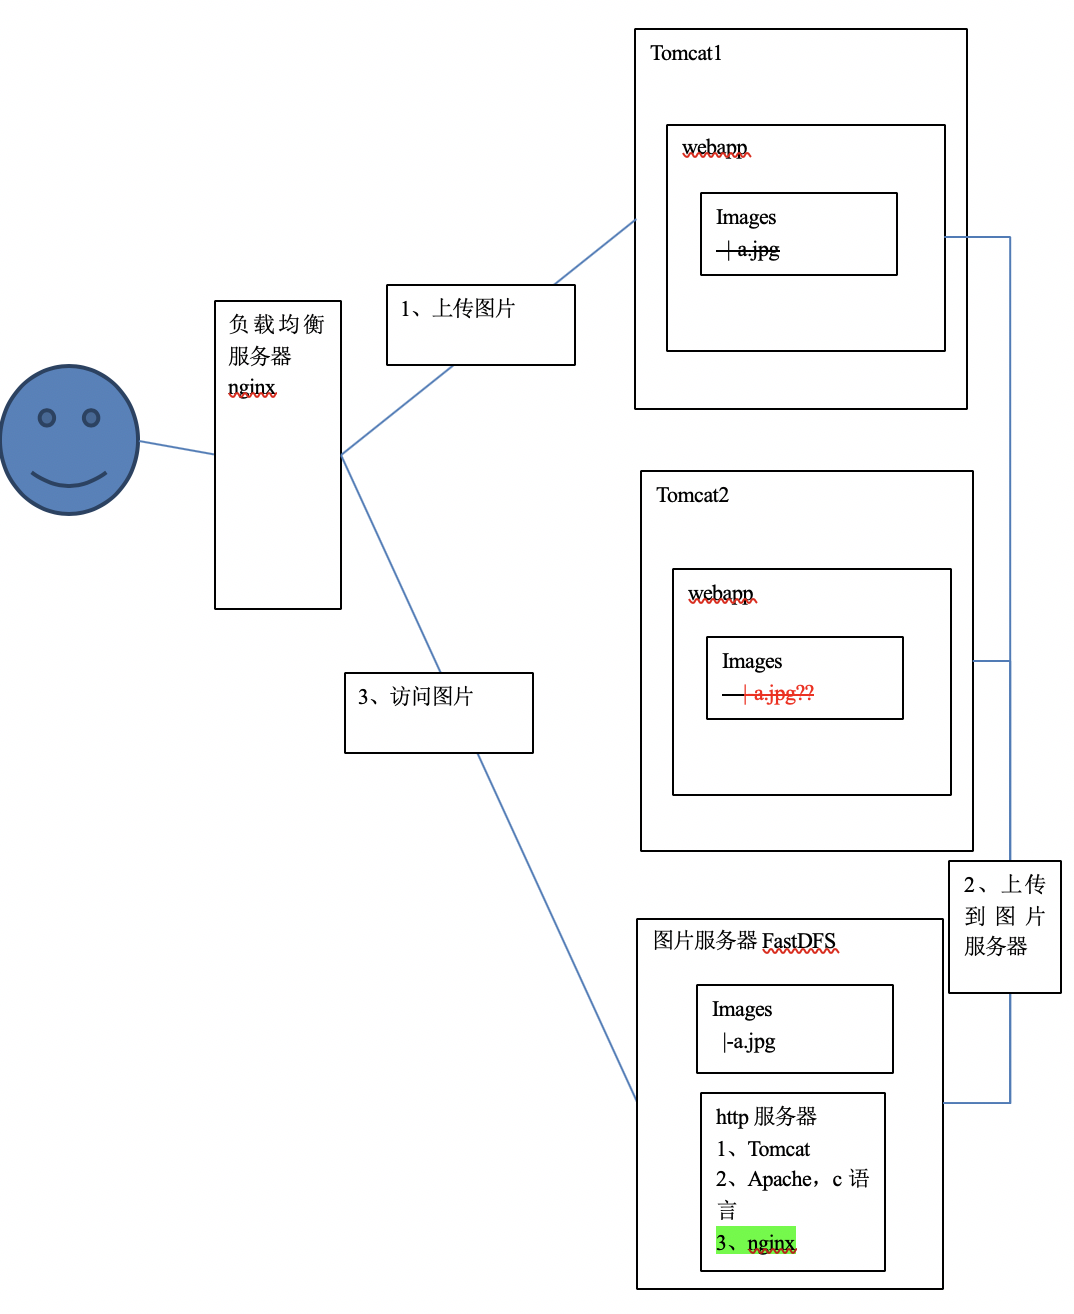 Tomcat1
webapp
Images
—| a.jpg
1、上传图片
负载均衡
服务器
nginx
Tomcat2
webapp
Images
—| a.jpg??
3、访问图片
2、上传
到图片
服务器
图片服务器 FastDFS
Images
|-a.jpg
http 服务器
1、Tomcat
2、Apache，c 语
言
3、nginx